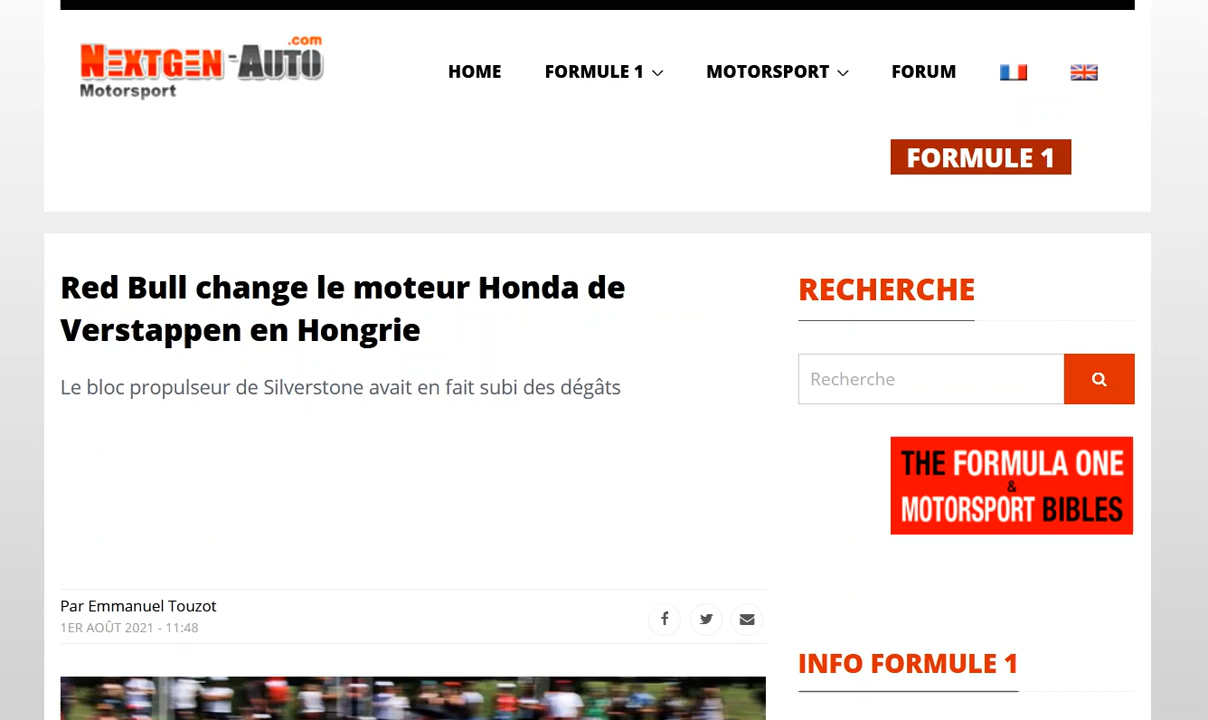 NEXTGEN-AUTO.com
Motorsport
HOME
FORMULE 1
MOTORSPORT
FORUM
FORMULE 1
Red Bull change le moteur Honda de
Verstappen en Hongrie
Le bloc propulseur de Silverstone avait en fait subi des dégâts
Par Emmanuel Touzot
1ER AOÛT 2021 - 11:48
RECHERCHE
Recherche
THE FORMULA ONE
&
MOTORSPORT BIBLES
INFO FORMULE 1